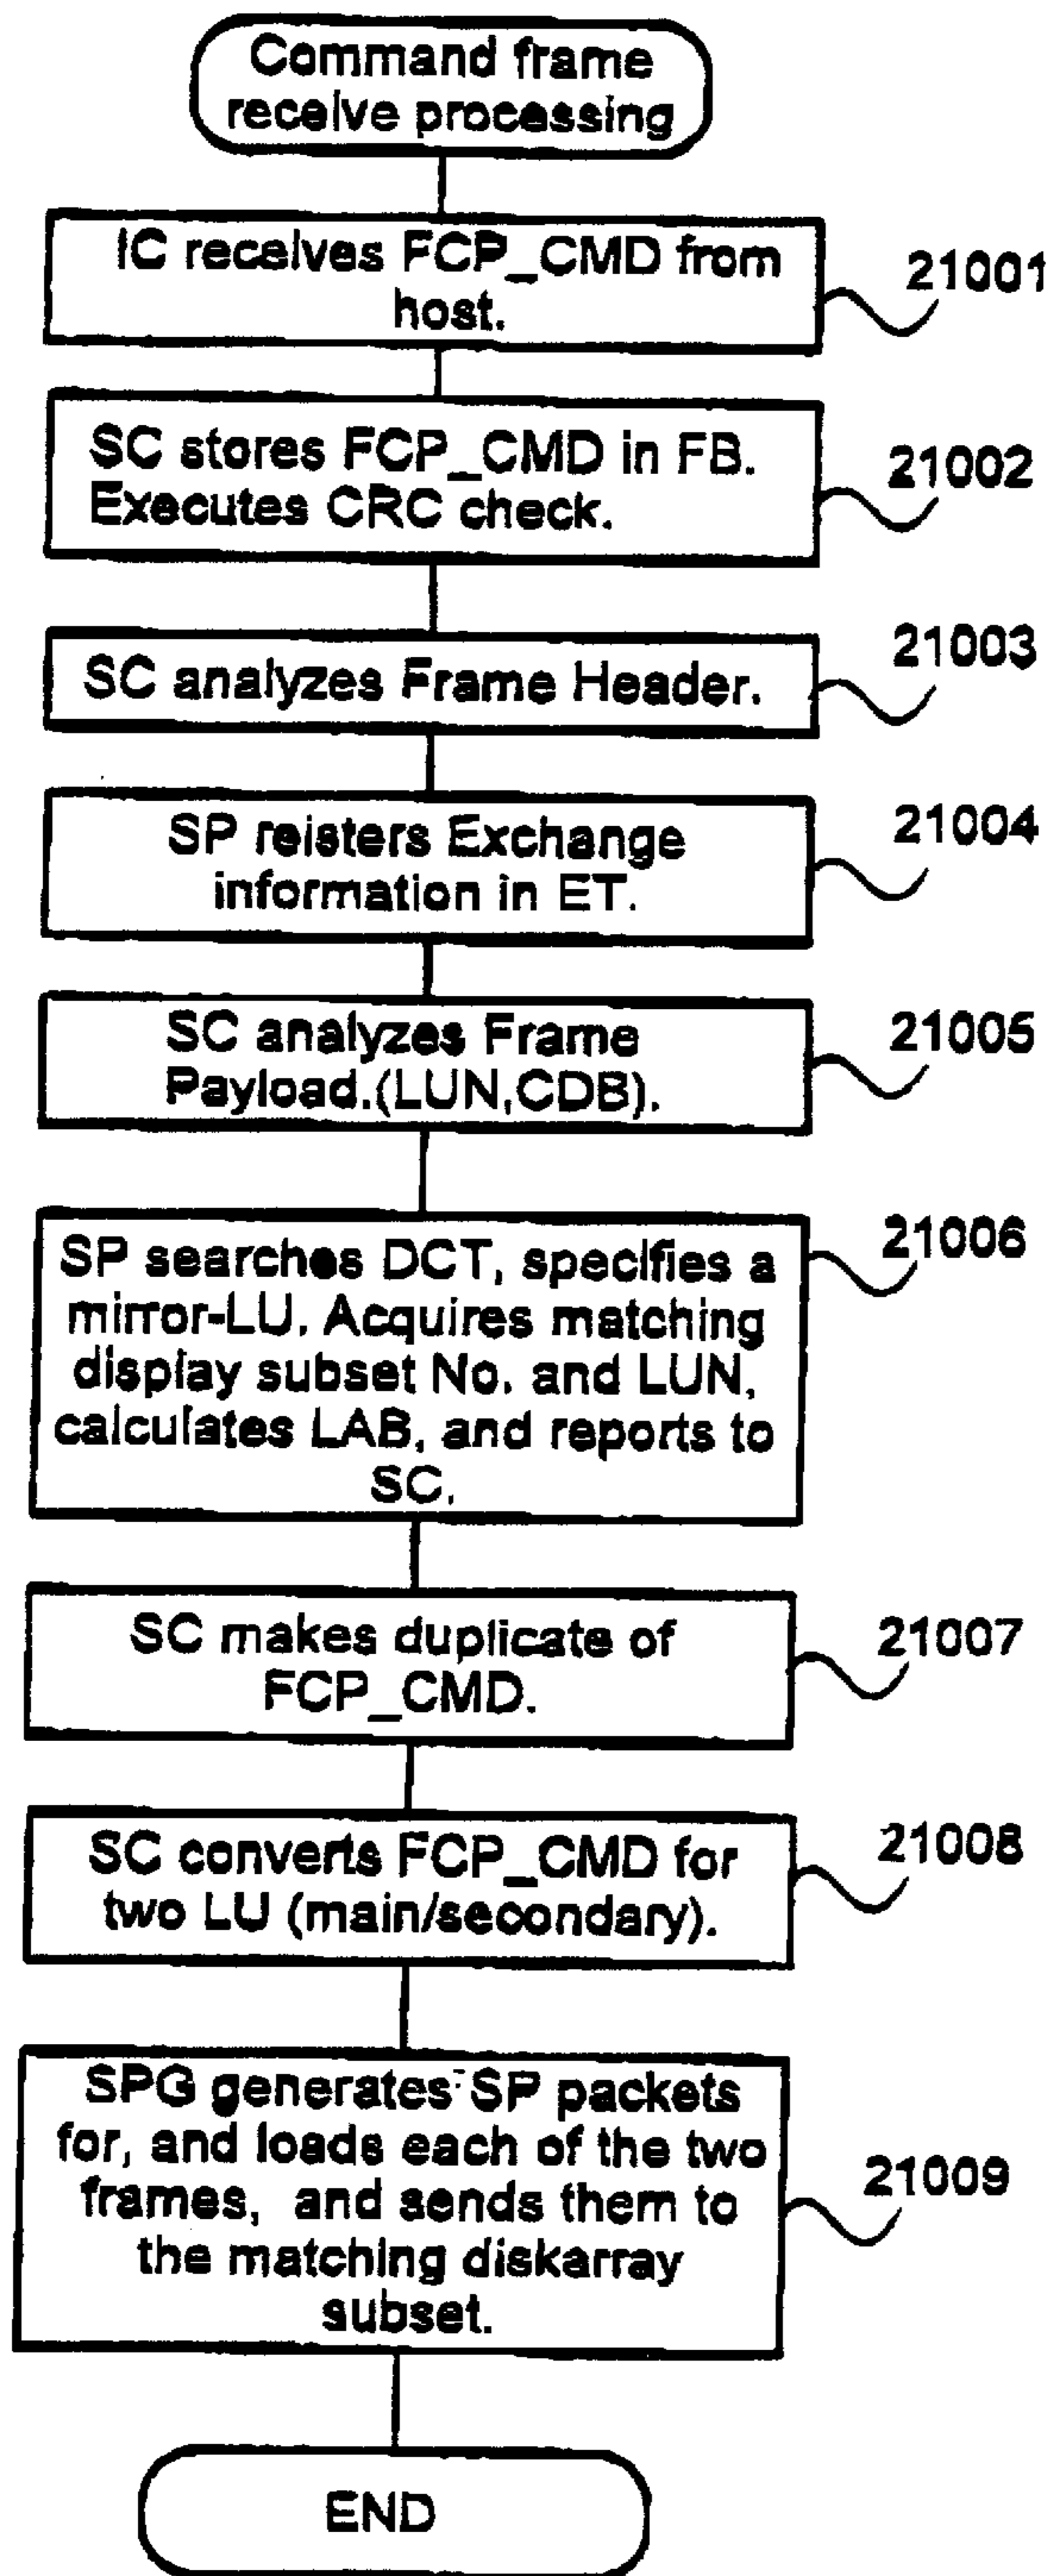 Command frame
receive processing
IC receives FCP_CMD from
host.
21001
SC stores FCP_CMD in FB.
Executes CRC check.
21002
SC analyzes Frame Header.
21003
SP reisters Exchange
information in ET.
21004
SC analyzes Frame
Payload.(LUN,CDB).
21005
SP searches DCT, specifies a
mirror-LU. Acquires matching
display subset No. and LUN,
calculates LAB, and reports to
SC.
21006
SC makes duplicate of
FCP_CMD.
21007
SC converts FCP_CMD for
two LU (main/secondary).
21008
SPG generates SP packets
for, and loads each of the two
frames, and sends them to
the matching diskarray
subset.
21009
END